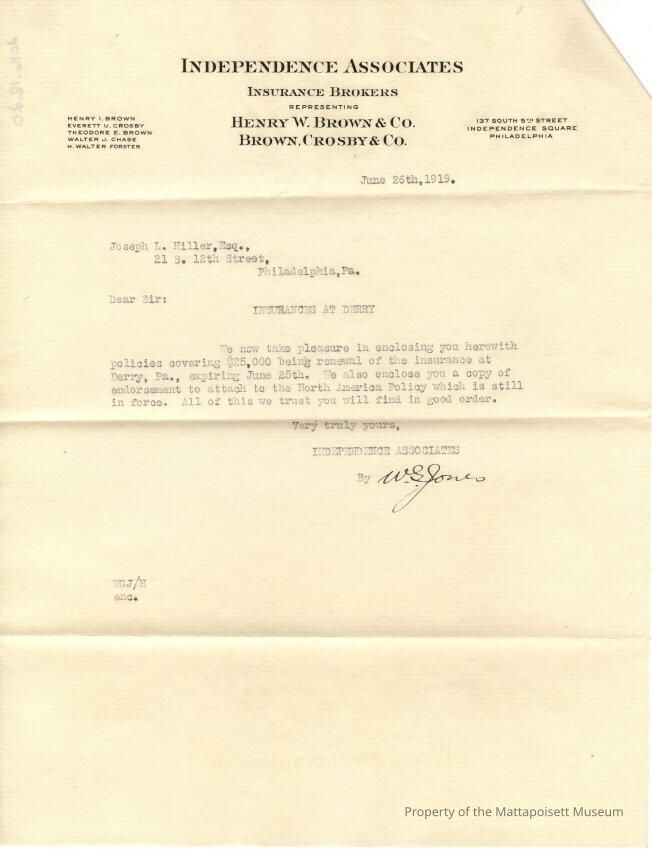 INDEPENDENCE ASSOCIATES
INSURANCE BROKERS
REPRESENTING
HENRY W. BROWN & CO.
BROWN, CROSBY & CO.
HENRY I. BROWN
EVERETT U. CROSBY
THEODORE E. BROWN
WALTER J. CHASE
H. WALTER FORSTER
137 SOUTH 5TH STREET
INDEPENDENCE SQUARE
PHILADELPHIA
June 26th,1919.
Joseph L. Hiller,Esq.,
21 S. 12th Street,
Philadelphia,Pa.
Dear Sir:
INSURANCES AT DERRY
We now take pleasure in enclosing you herewith
policies covering $25,000 being renewal of the insurance at
Derry, Pa., expiring June 25th. We also enclose you a copy of
endorsement to attach to the North America Policy which is still
in force. All of this we trust you will find in good order.
Very truly yours,
INDEPENDENCE ASSOCIATES
By W.G. Jones
WGJ/H
enc.
Property of the Mattapoisett Museum